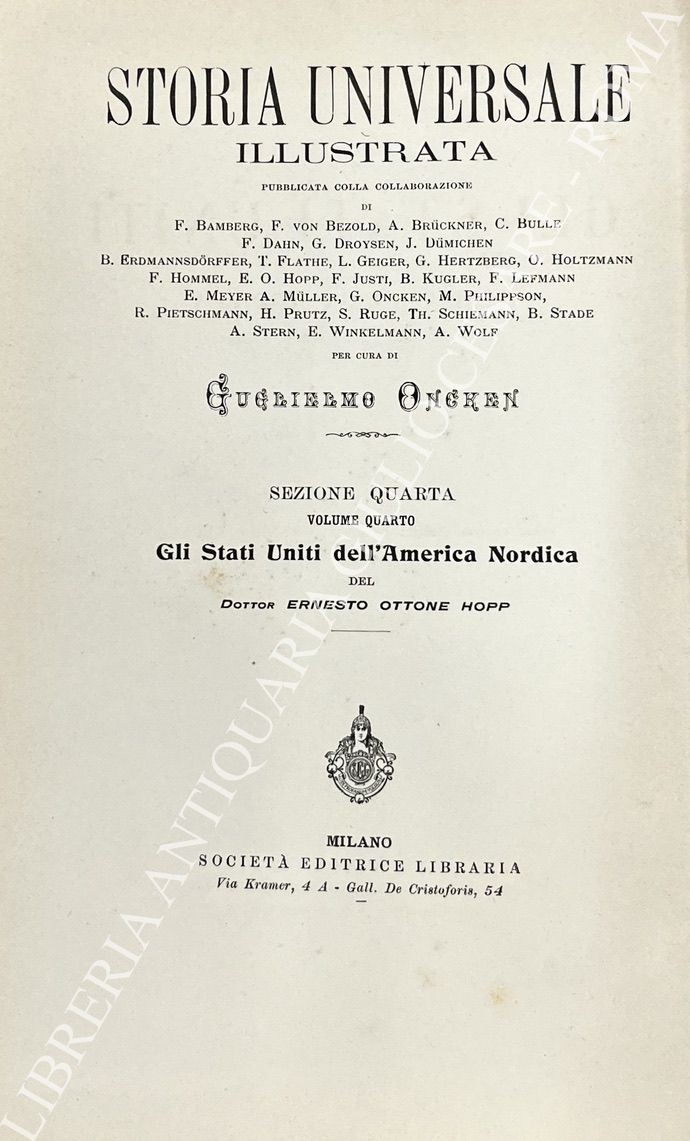 STORIA UNIVERSALE
ILLUSTRATA
PUBBLICATA COLLA COLLABORAZIONE
DI
F. BAMBERG, F. VON BEZOLD, A. BRÜCKNER, C. BULLE
F. DAHN, G. DROYSEN, J. DÜMICHEN
B. ERDMANNSDÖRFFER, T. FLATHE, L. GEIGER, G. HERTZBERG, O. HOLTZMANN
F. HOMMEL, E. O. HOPP, F. JUSTI, B. KUGLER, F. LEFMANN
E. MEYER A. MÜLLER, G. ONCKEN, M. PHILIPPSON,
R. PIETSCHMANN, H. PRUTZ, S. RUGE, TH. SCHIEMANN, B. STADE
A. STERN, E. WINKELMANN, A. WOLF
PER CURA DI
GUGLIELMO ONCKEN
SEZIONE QUARTA
VOLUME QUARTO
Gli Stati Uniti dell'America Nordica
DEL
DOTTOR ERNESTO OTTONE HOPP
MILANO
SOCIETÀ EDITRICE LIBRARIA
Via Kramer, 4 A - Gall. De Cristoforis, 54
LIBRERIA ANTIQUARIA GIULIO CESARE - ROMA